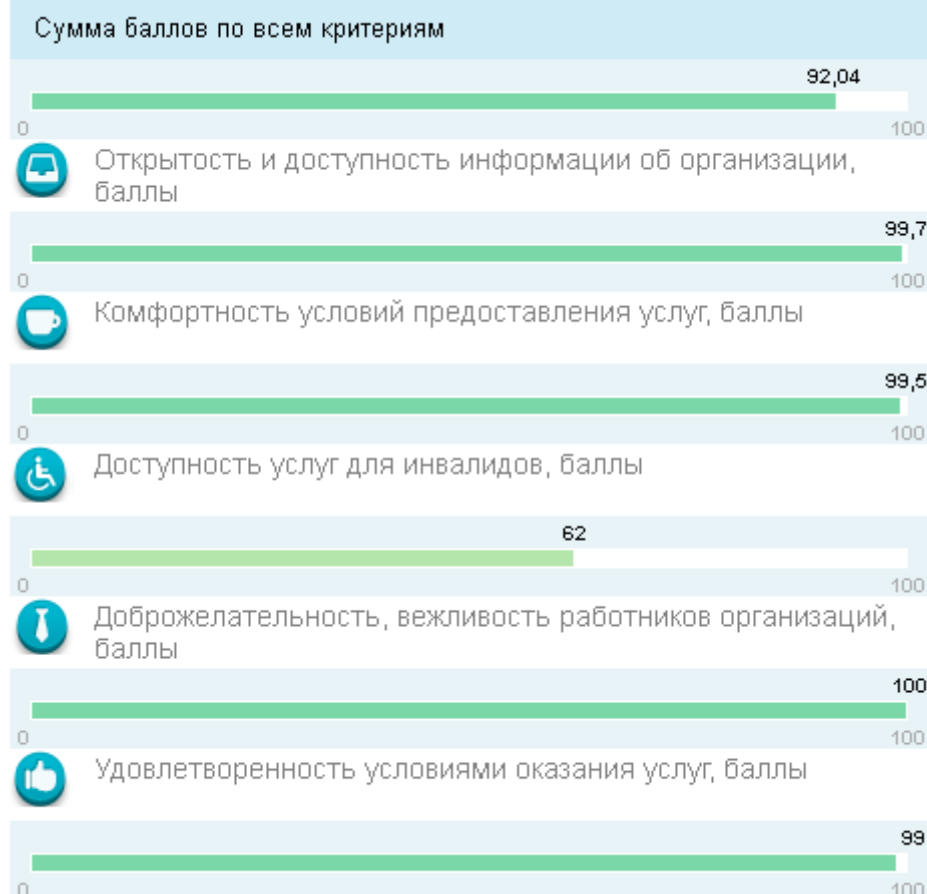 Сумма баллов по всем критериям
92,04
0 100
Открытость и доступность информации об организации,
баллы
99,7
0 100
Комфортность условий предоставления услуг, баллы
99,5
0 100
Доступность услуг для инвалидов, баллы
62
0 100
Доброжелательность, вежливость работников организаций,
баллы
100
0 100
Удовлетворенность условиями оказания услуг, баллы
99
0 100